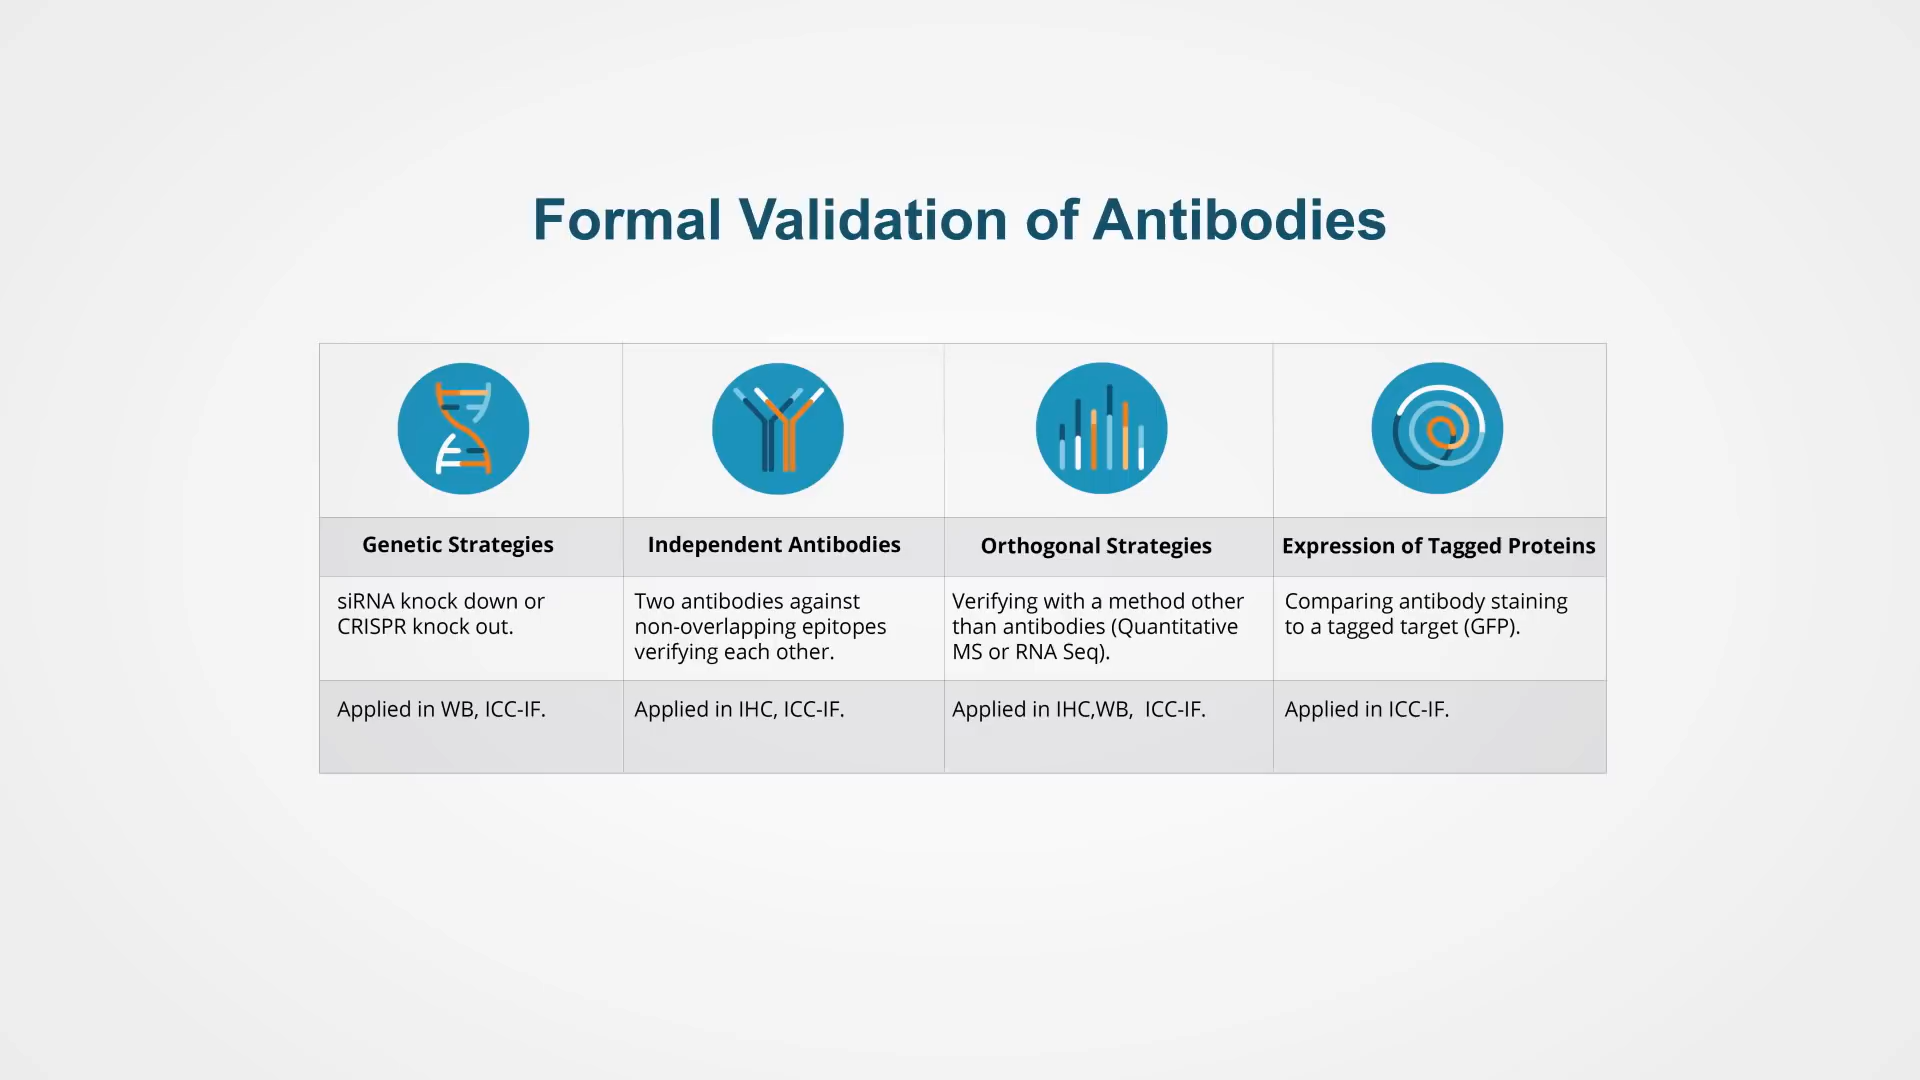 Formal Validation of Antibodies
Genetic Strategies
Independent Antibodies
Orthogonal Strategies
Expression of Tagged Proteins
siRNA knock down or
CRISPR knock out.
Two antibodies against
non-overlapping epitopes
verifying each other.
Verifying with a method other
than antibodies (Quantitative
MS or RNA Seq).
Comparing antibody staining
to a tagged target (GFP).
Applied in WB, ICC-IF.
Applied in IHC, ICC-IF.
Applied in IHC,WB,  ICC-IF.
Applied in ICC-IF.